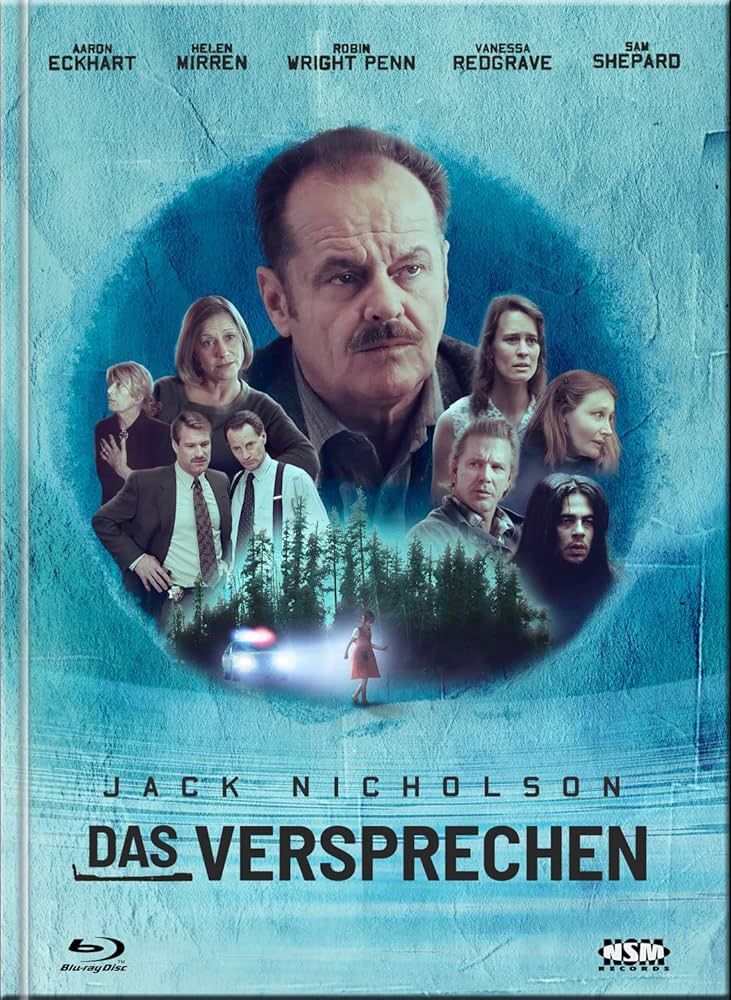 AARON
ECKHART
HELEN
MIRREN
ROBIN
WRIGHT PENN
VANESSA
REDGRAVE
SAM
SHEPARD
JACK NICHOLSON
DAS VERSPRECHEN
Blu-ray Disc™
NSM
RECORDS